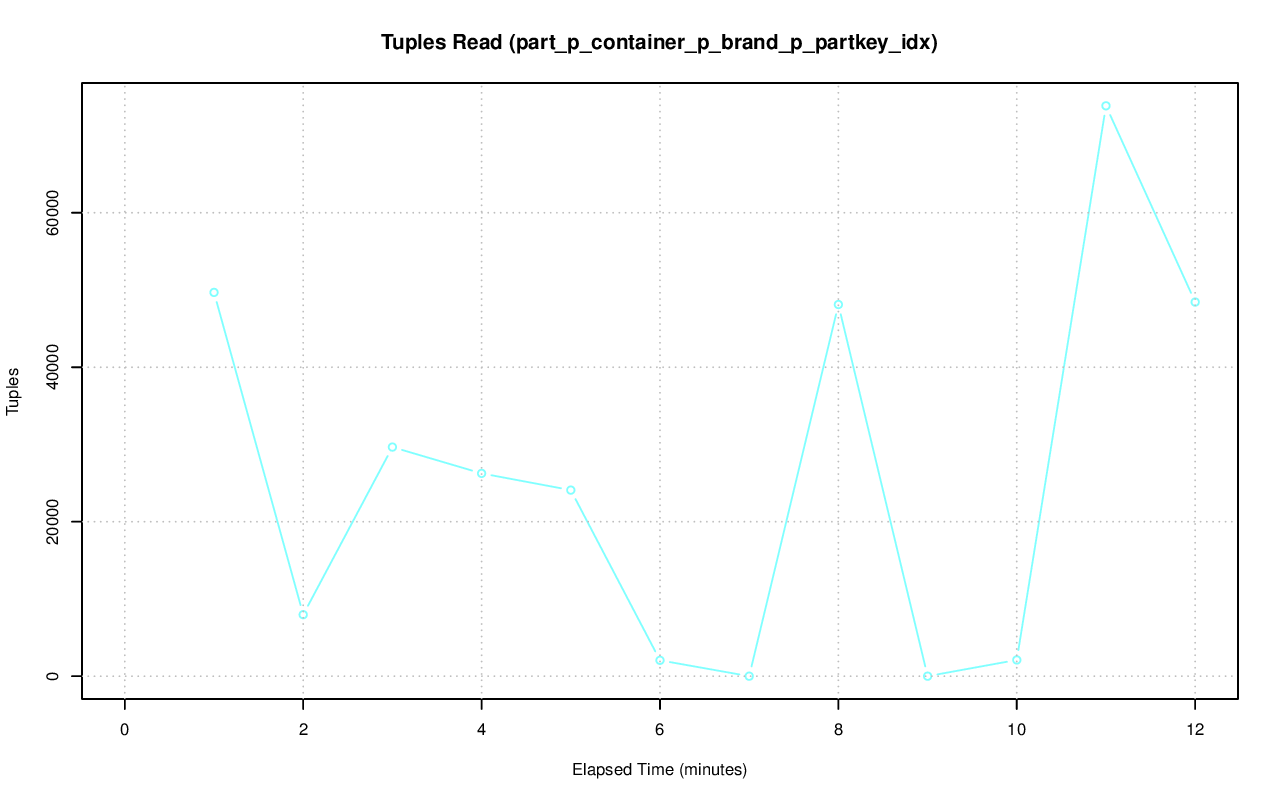 Tuples Read (part_p_container_p_brand_p_partkey_idx)
Tuples
60000
40000
20000
0
0 2 4 6 8 10 12
Elapsed Time (minutes)